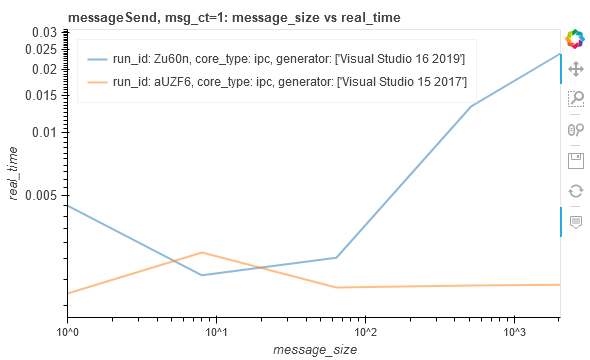 messageSend, msg_ct=1: message_size vs real_time
run_id: Zu60n, core_type: ipc, generator: ['Visual Studio 16 2019']
run_id: aUZF6, core_type: ipc, generator: ['Visual Studio 15 2017']
real_time
0.03
0.025
0.02
0.015
0.01
0.005
10^0
10^1
10^2
10^3
message_size